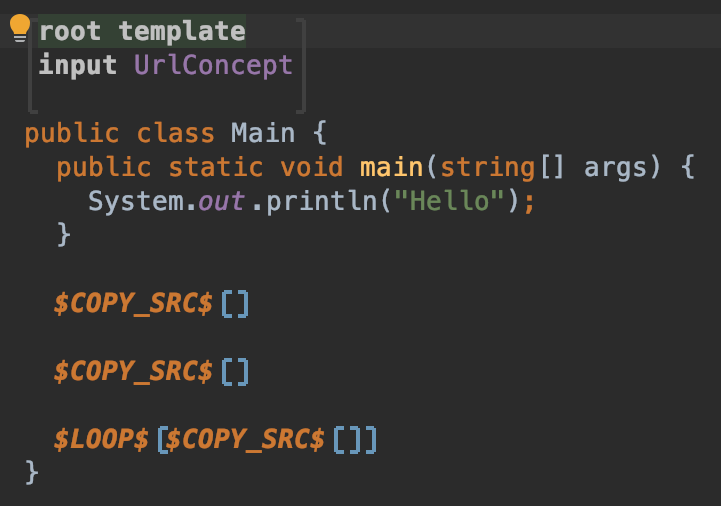 root template
input UrlConcept
public class Main {
public static void main(string[] args) {
System.out.println("Hello");
}
$COPY_SRC$[]
$COPY_SRC$[]
$LOOP$[$COPY_SRC$[]]
}